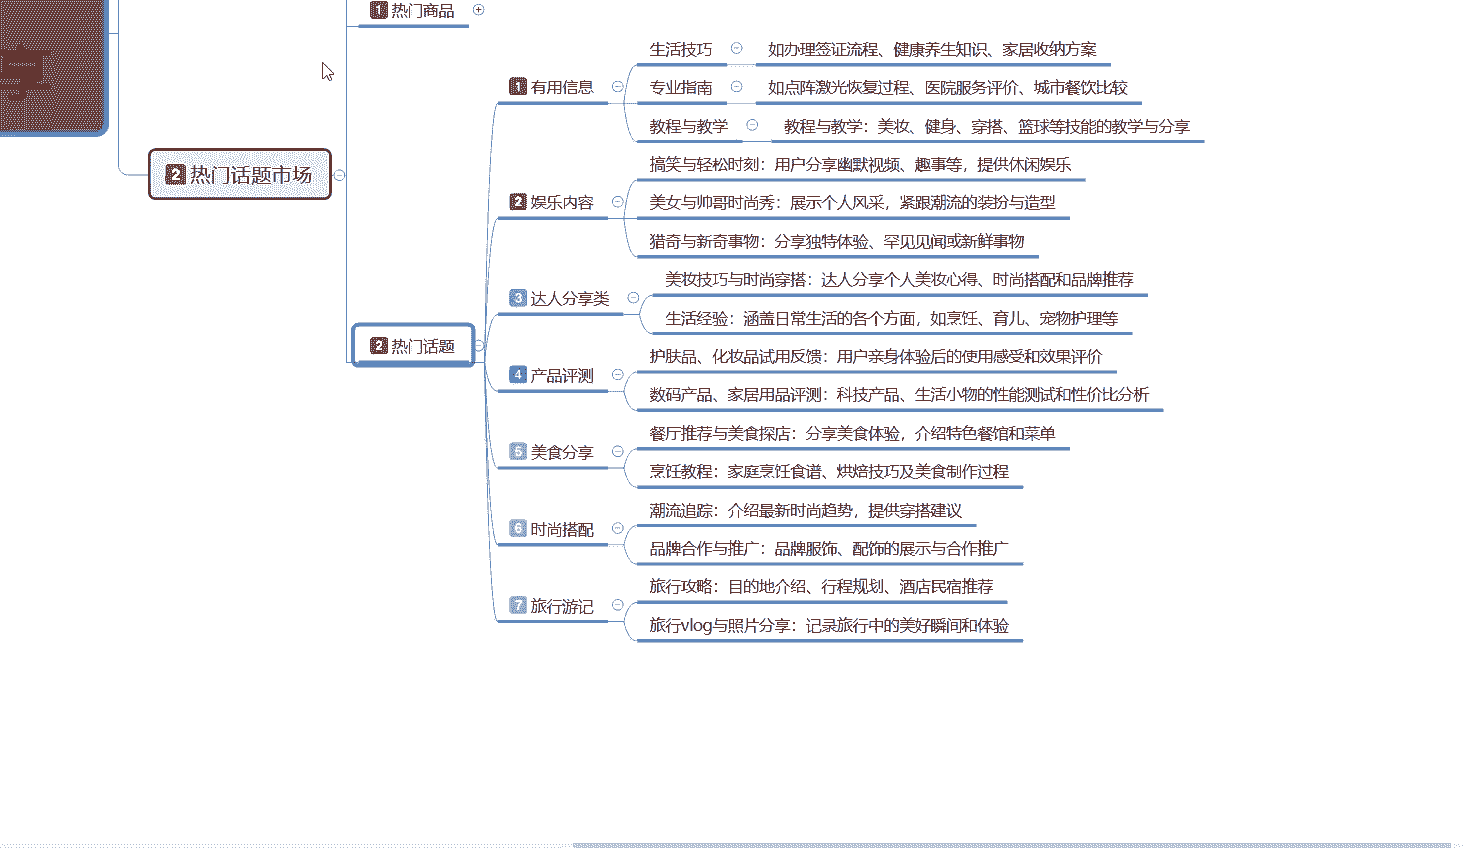 1 热门商品
2 热门话题市场
2 热门话题
1 有用信息
生活技巧
如办理签证流程、健康养生知识、家居收纳方案
专业指南
如点阵激光恢复过程、医院服务评价、城市餐饮比较
教程与教学
教程与教学：美妆、健身、穿搭、篮球等技能的教学与分享
2 娱乐内容
搞笑与轻松时刻：用户分享幽默视频、趣事等，提供休闲娱乐
美女与帅哥时尚秀：展示个人风采，紧跟潮流的装扮与造型
猎奇与新奇事物：分享独特体验、罕见见闻或新鲜事物
3 达人分享类
美妆技巧与时尚穿搭：达人分享个人美妆心得、时尚搭配和品牌推荐
生活经验：涵盖日常生活的各个方面，如烹饪、育儿、宠物护理等
4 产品评测
护肤品、化妆品试用反馈：用户亲身体验后的使用感受和效果评价
数码产品、家居用品评测：科技产品、生活小物的性能测试和性价比分析
5 美食分享
餐厅推荐与美食探店：分享美食体验，介绍特色餐馆和菜单
烹饪教程：家庭烹饪食谱、烘焙技巧及美食制作过程
6 时尚搭配
潮流追踪：介绍最新时尚趋势，提供穿搭建议
品牌合作与推广：品牌服饰、配饰的展示与合作推广
7 旅行游记
旅行攻略：目的地介绍、行程规划、酒店民宿推荐
旅行vlog与照片分享：记录旅行中的美好瞬间和体验